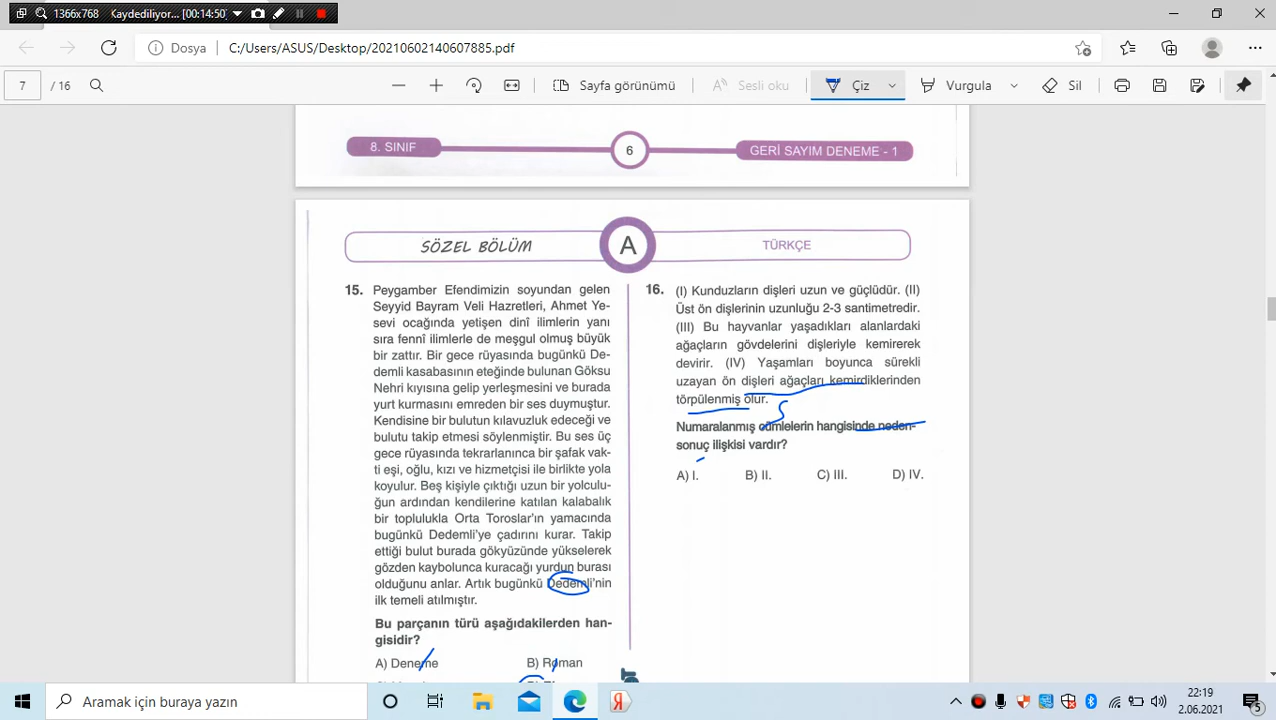 1366x768 Kaydediliyor... [00:14:50]
Dosya C:/Users/ASUS/Desktop/20210602140607885.pdf
7 / 16 Sayfa görünümü Sesli oku Çiz Vurgula Sil
8. SINIF 6 GERİ SAYIM DENEME - 1
SÖZEL BÖLÜM A TÜRKÇE
15. Peygamber Efendimizin soyundan gelen
Seyyid Bayram Veli Hazretleri, Ahmet Ye-
sevi ocağında yetişen dinî ilimlerin yanı
sıra fennî ilimlerle de meşgul olmuş büyük
bir zattır. Bir gece rüyasında bugünkü De-
demli kasabasının eteğinde bulunan Göksu
Nehri kıyısına gelip yerleşmesini ve burada
yurt kurmasını emreden bir ses duymuştur.
Kendisine bir bulutun kılavuzluk edeceği ve
bulutu takip etmesi söylenmiştir. Bu ses üç
gece rüyasında tekrarlanınca bir şafak vak-
ti eşi, oğlu, kızı ve hizmetçisi ile birlikte yola
koyulur. Beş kişiyle çıktığı uzun bir yolculu-
ğun ardından kendilerine katılan kalabalık
bir toplulukla Orta Toroslar'ın yamacında
bugünkü Dedemli'ye çadırını kurar. Takip
ettiği bulut burada gökyüzünde yükselerek
gözden kaybolunca kuracağı yurdun burası
olduğunu anlar. Artık bugünkü Dedemli'nin
ilk temeli atılmıştır.
Bu parçanın türü aşağıdakilerden han-
gisidir?
A) Deneme B) Roman
16. (I) Kunduzların dişleri uzun ve güçlüdür. (II)
Üst ön dişlerinin uzunluğu 2-3 santimetredir.
(III) Bu hayvanlar yaşadıkları alanlardaki
ağaçların gövdelerini dişleriyle kemirerek
devirir. (IV) Yaşamları boyunca sürekli
uzayan ön dişleri ağaçları kemirdiklerinden
törpülenmiş olur.
Numaralanmış cümlelerin hangisinde neden-
sonuç ilişkisi vardır?
A) I. B) II. C) III. D) IV.
Aramak için buraya yazın
22:19
2.06.2021